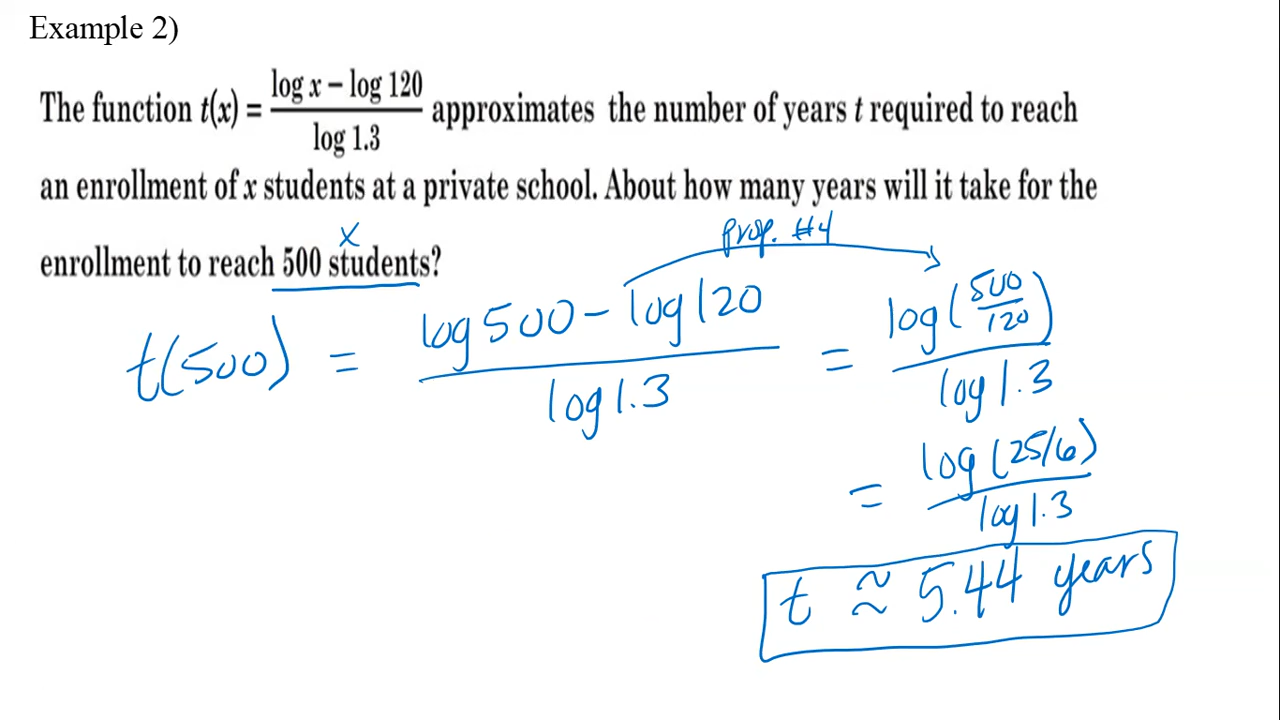 Example 2)
The function t(x) = (log x – log 120)/(log 1.3) approximates the number of years t required to reach
an enrollment of x students at a private school. About how many years will it take for the
enrollment to reach 500 students?
x
Prop. #4
t(500) = (log 500 - log 120)/(log 1.3) = (log(500/120))/(log 1.3)
= (log (25/6))/(log 1.3)
t ≈ 5.44 years